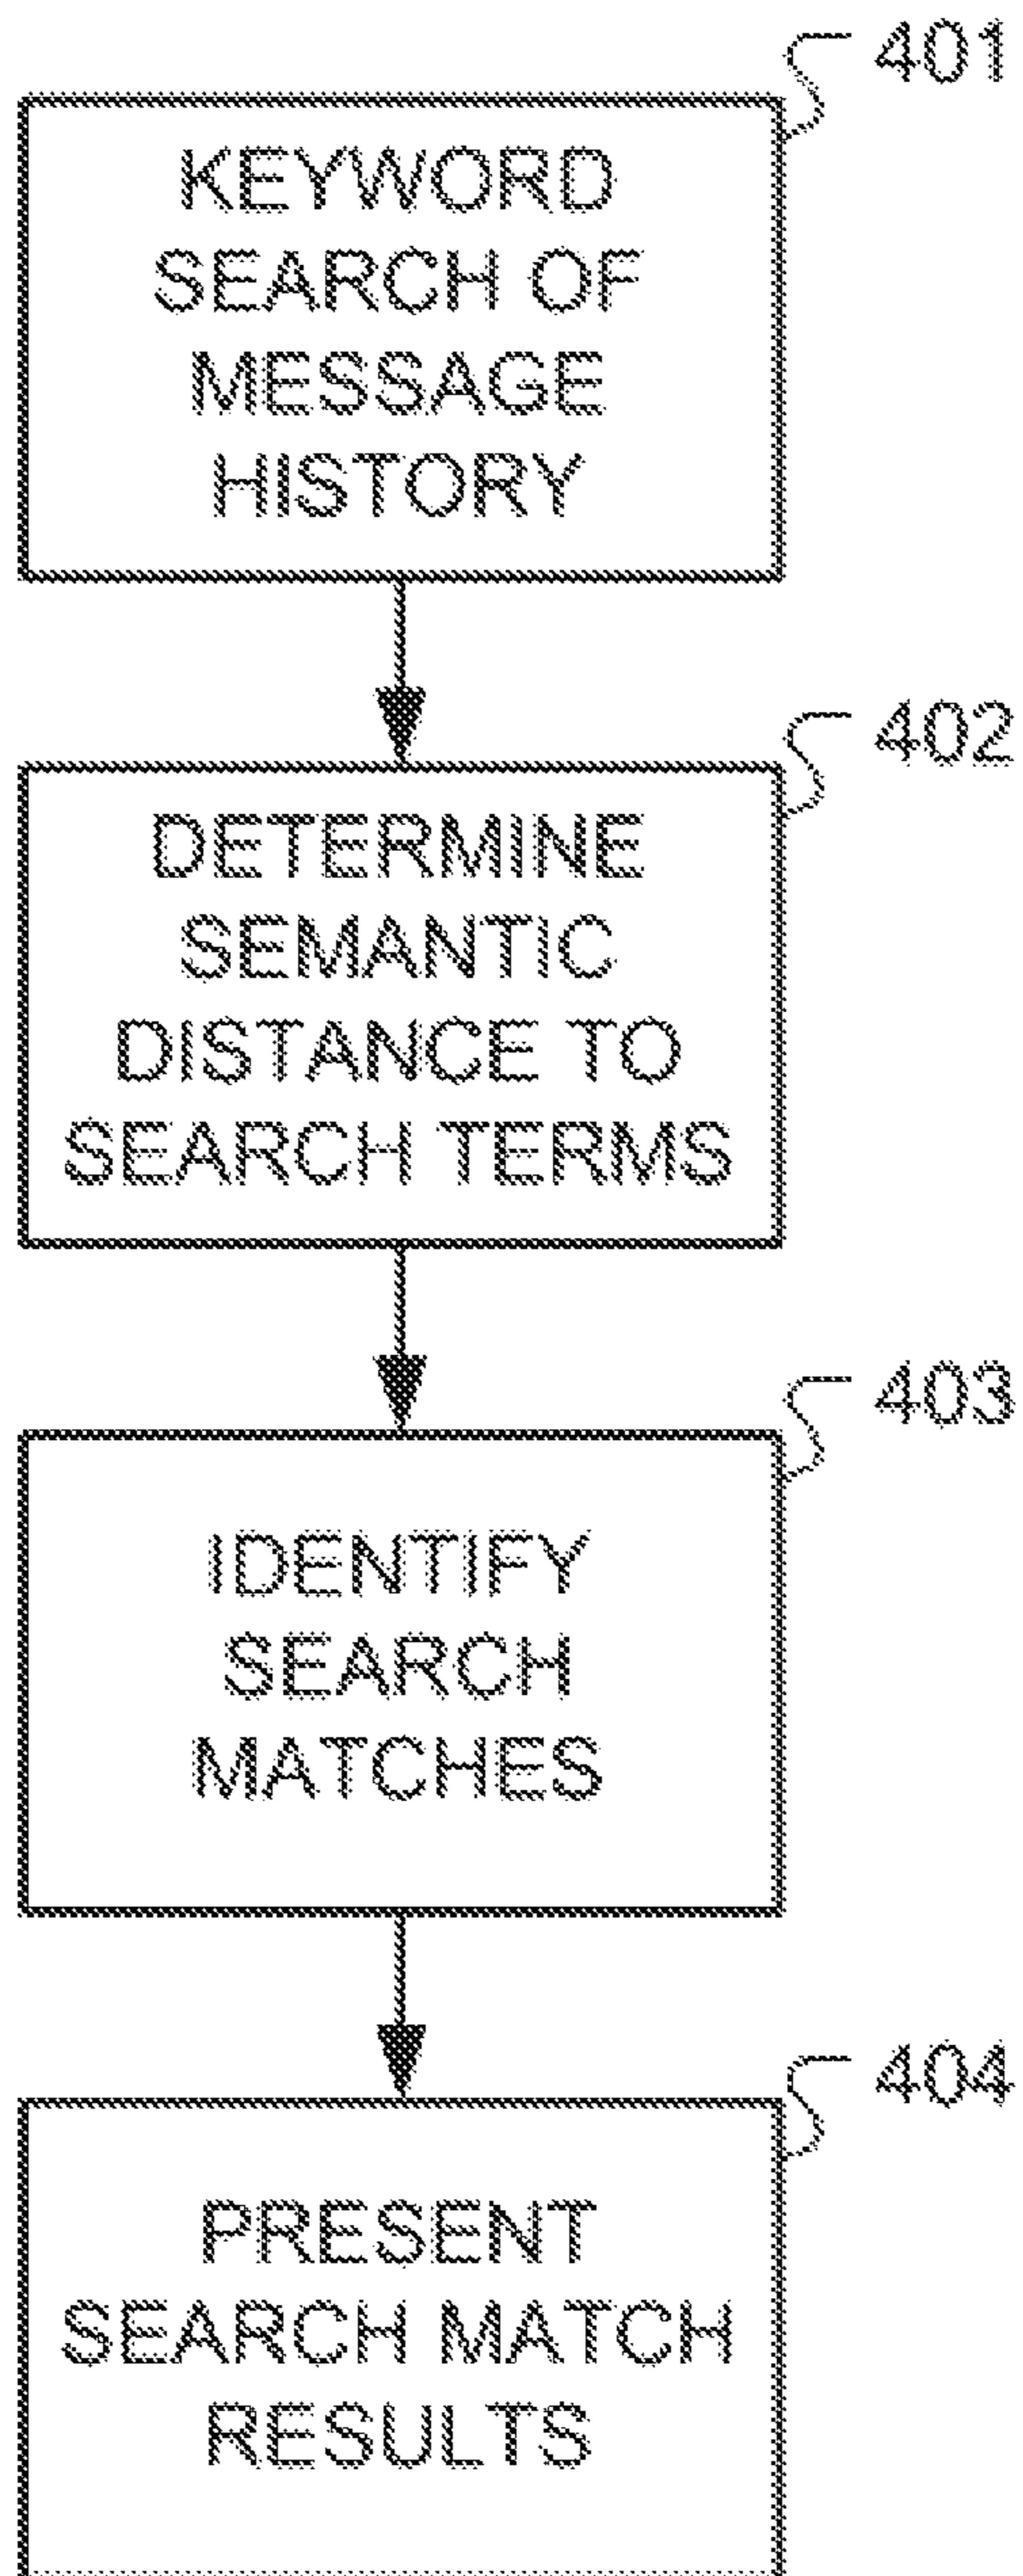 401
KEYWORD
SEARCH OF
MESSAGE
HISTORY
402
DETERMINE
SEMANTIC
DISTANCE TO
SEARCH TERMS
403
IDENTIFY
SEARCH
MATCHES
404
PRESENT
SEARCH MATCH
RESULTS